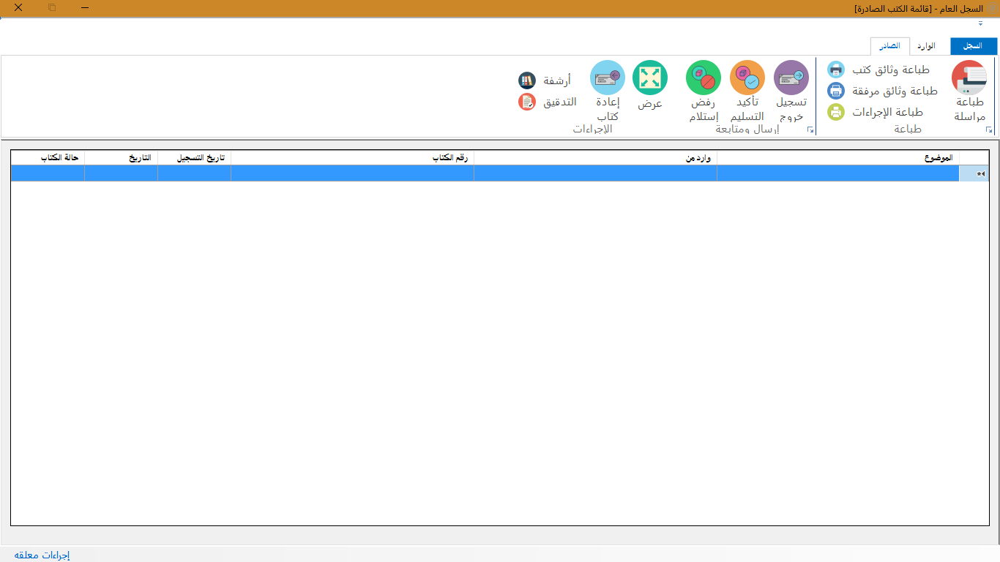 السجل العام - [قائمة الكتب الصادرة]
السجل
الوارد
الصادر
طباعة مراسلة
طباعة وثائق كتب
طباعة وثائق مرفقة
طباعة الإجراءات
طباعة
تسجيل خروج
تأكيد التسليم
رفض إستلام
إرسال ومتابعة
عرض
إعادة كتاب
أرشفة
التدقيق
الإجراءات
الموضوع
وارد من
رقم الكتاب
تاريخ التسجيل
التاريخ
حالة الكتاب
إجراءات معلقه